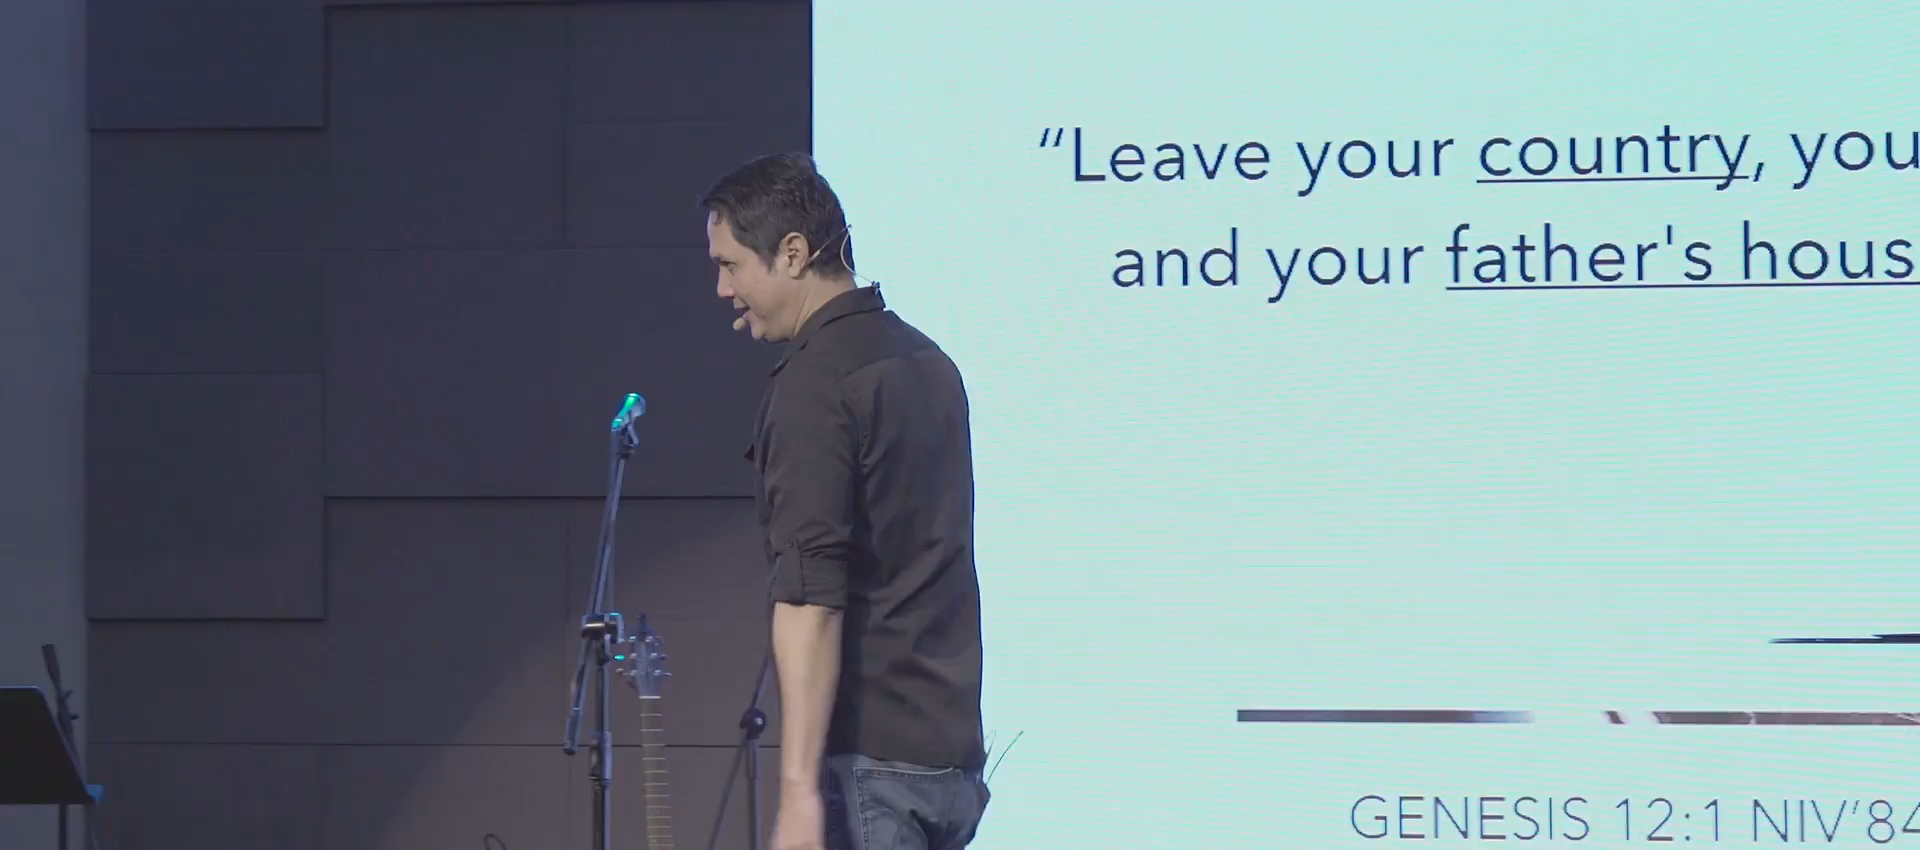 “Leave your country, you
and your father's hous
GENESIS 12:1 NIV’84